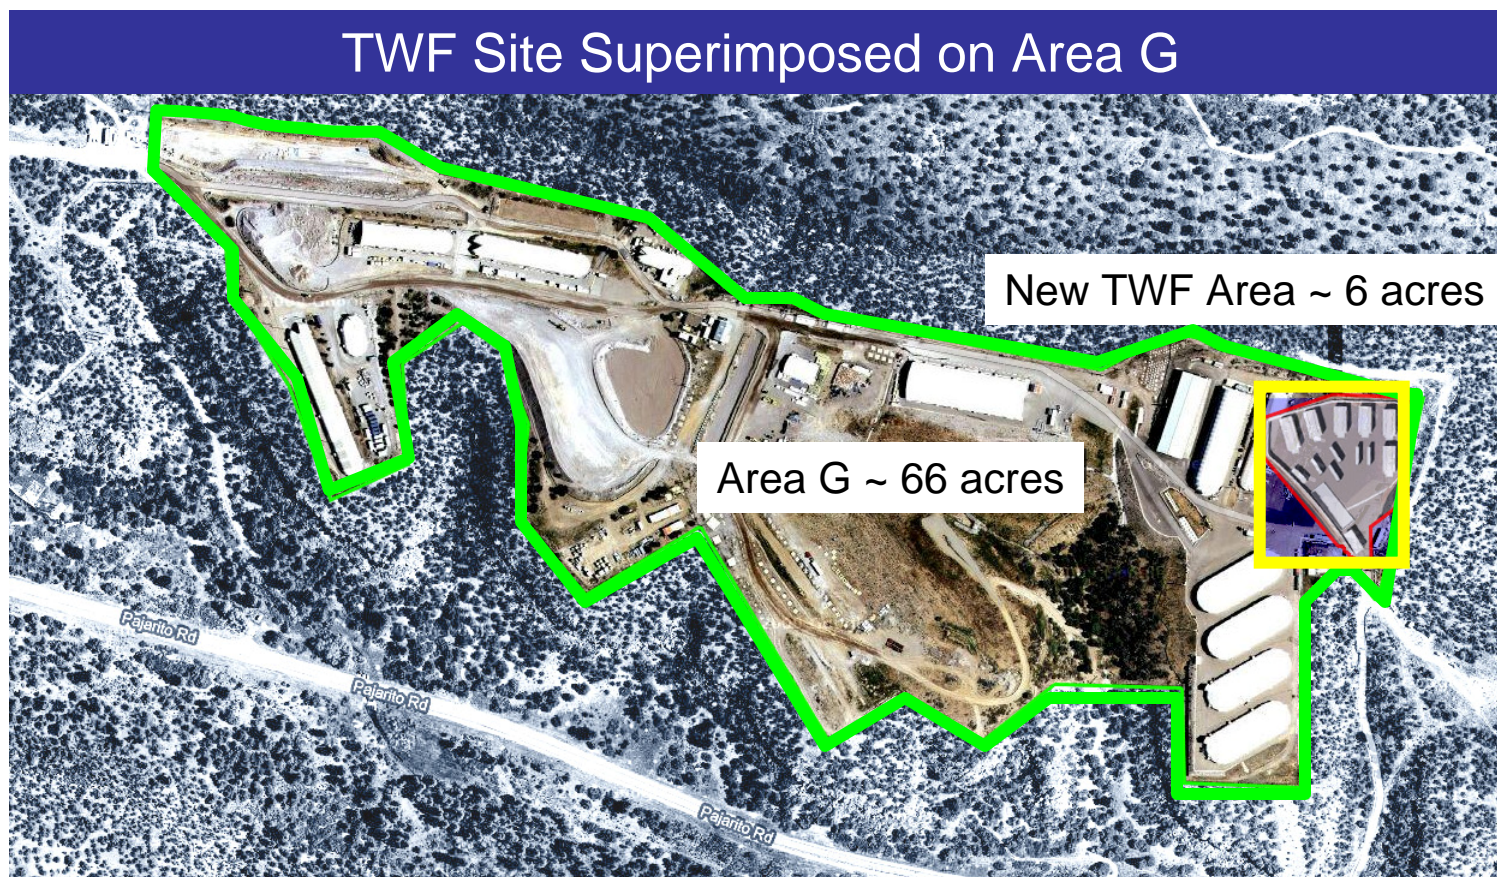 TWF Site Superimposed on Area G
New TWF Area ~ 6 acres
Area G ~ 66 acres
Pajarito Rd
Pajarito Rd
Pajarito Rd